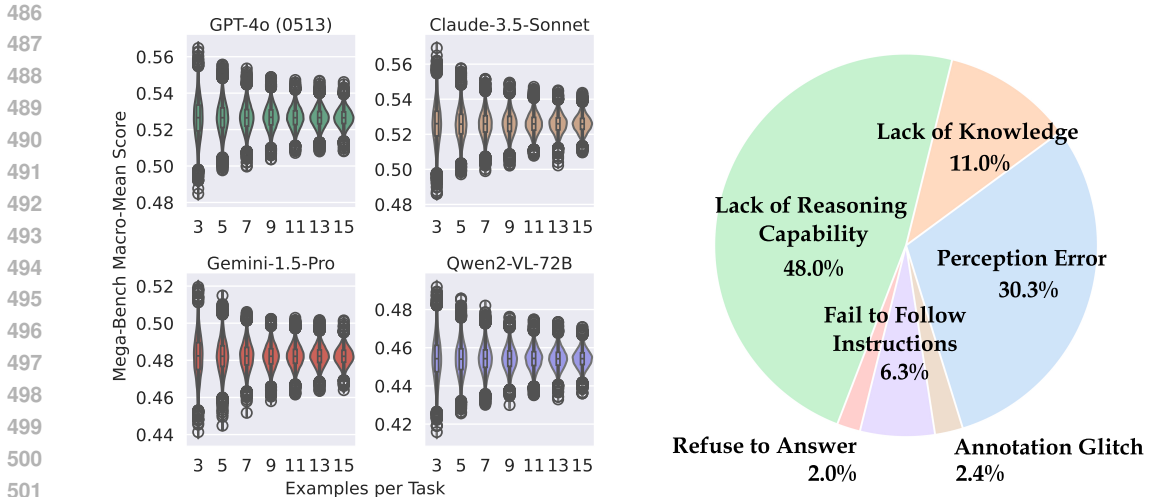 486
487
488
489
490
491
492
493
494
495
496
497
498
499
500
501
Mega-Bench Macro-Mean Score
GPT-4o (0513)
0.56
0.54
0.52
0.50
0.48
3 5 7 9 11 13 15
Claude-3.5-Sonnet
0.56
0.54
0.52
0.50
0.48
3 5 7 9 11 13 15
Gemini-1.5-Pro
0.52
0.50
0.48
0.46
0.44
3 5 7 9 11 13 15
Qwen2-VL-72B
0.48
0.46
0.44
0.42
3 5 7 9 11 13 15
Examples per Task
Lack of Knowledge
11.0%
Lack of Reasoning
Capability
48.0%
Perception Error
30.3%
Fail to Follow
Instructions
6.3%
Refuse to Answer
2.0%
Annotation Glitch
2.4%